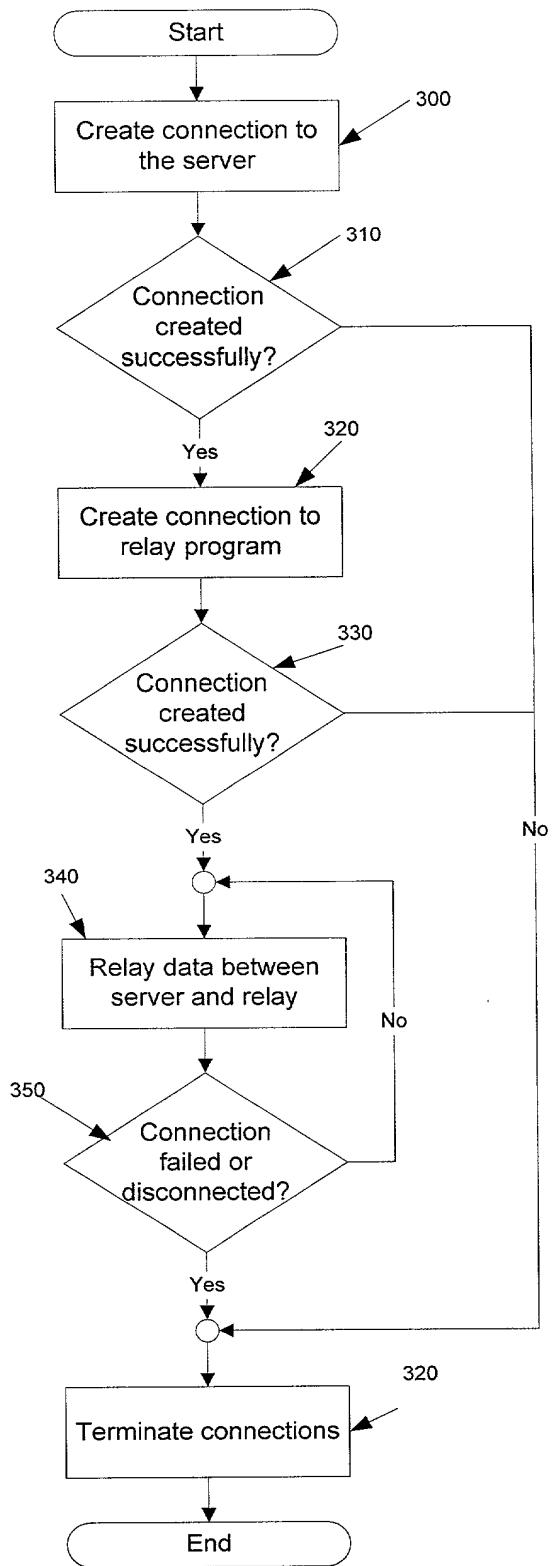 Start
300
Create connection to
the server
310
Connection
created
successfully?
Yes
320
Create connection to
relay program
330
Connection
created
successfully?
Yes
No
340
Relay data between
server and relay
No
350
Connection
failed or
disconnected?
Yes
320
Terminate connections
End